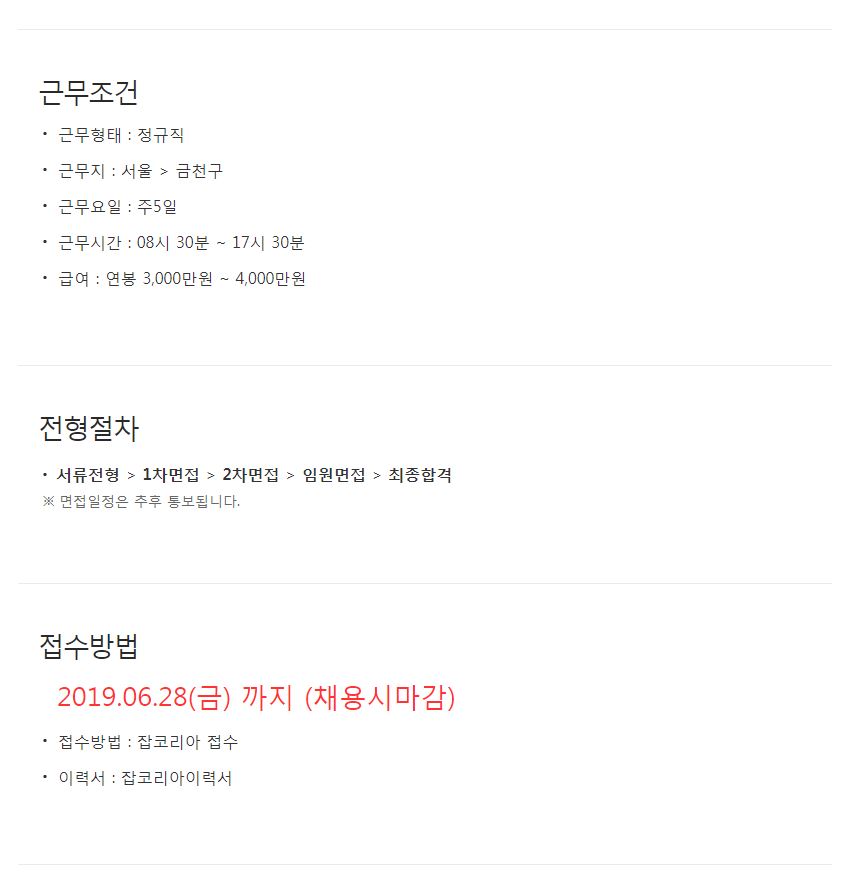 근무조건
· 근무형태 : 정규직
· 근무지 : 서울 > 금천구
· 근무요일 : 주5일
· 근무시간 : 08시 30분 ~ 17시 30분
· 급여 : 연봉 3,000만원 ~ 4,000만원
전형절차
· 서류전형 > 1차면접 > 2차면접 > 임원면접 > 최종합격
※ 면접일정은 추후 통보됩니다.
접수방법
2019.06.28(금) 까지 (채용시마감)
· 접수방법 : 잡코리아 접수
· 이력서 : 잡코리아이력서